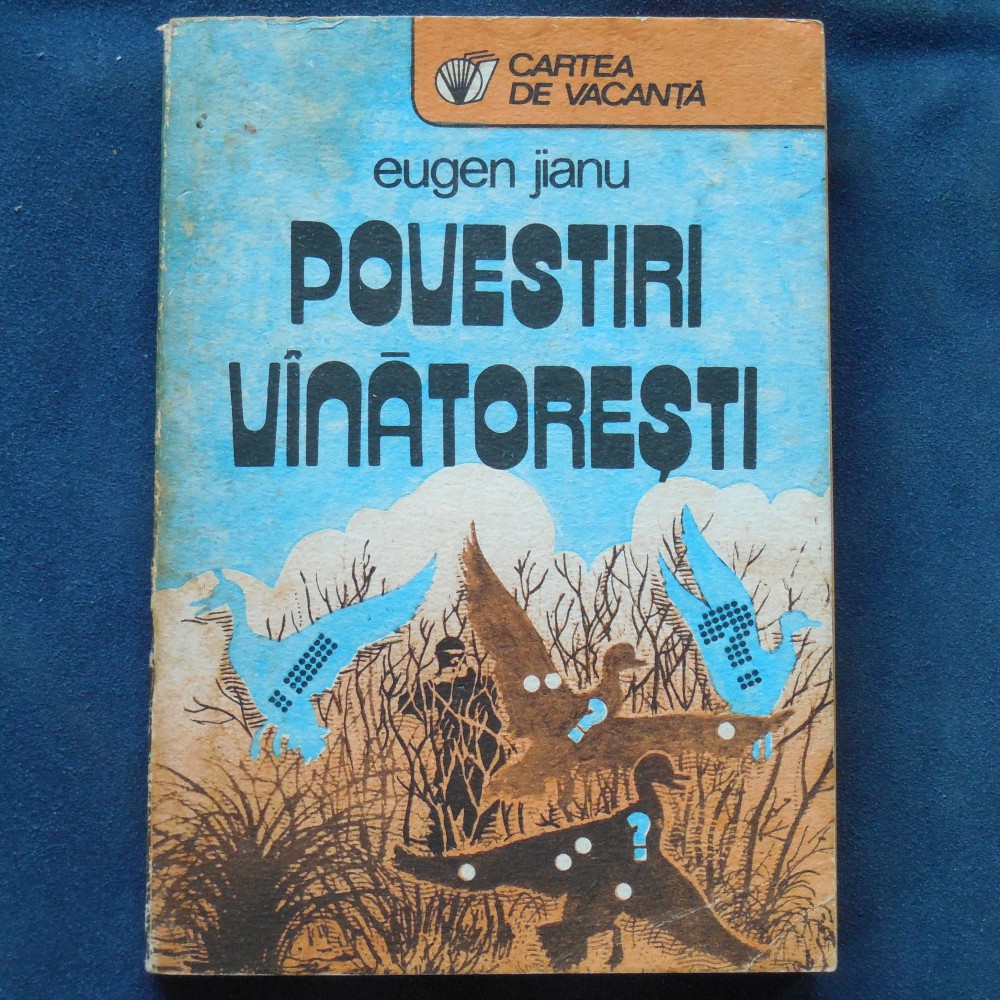 CARTEA
DE VACANȚĂ
eugen jianu
POVESTIRI
VÎNĂTOREȘTI
?
?
?